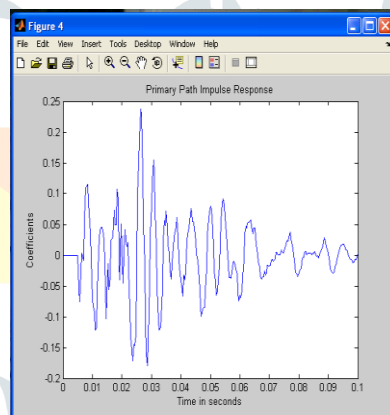 Figure 4
File Edit View Insert Tools Desktop Window Help
Primary Path Impulse Response
0.25
0.2
0.15
0.1
0.05
0
-0.05
-0.1
-0.15
-0.2
Coefficients
0 0.01 0.02 0.03 0.04 0.05 0.06 0.07 0.08 0.09 0.1
Time in seconds